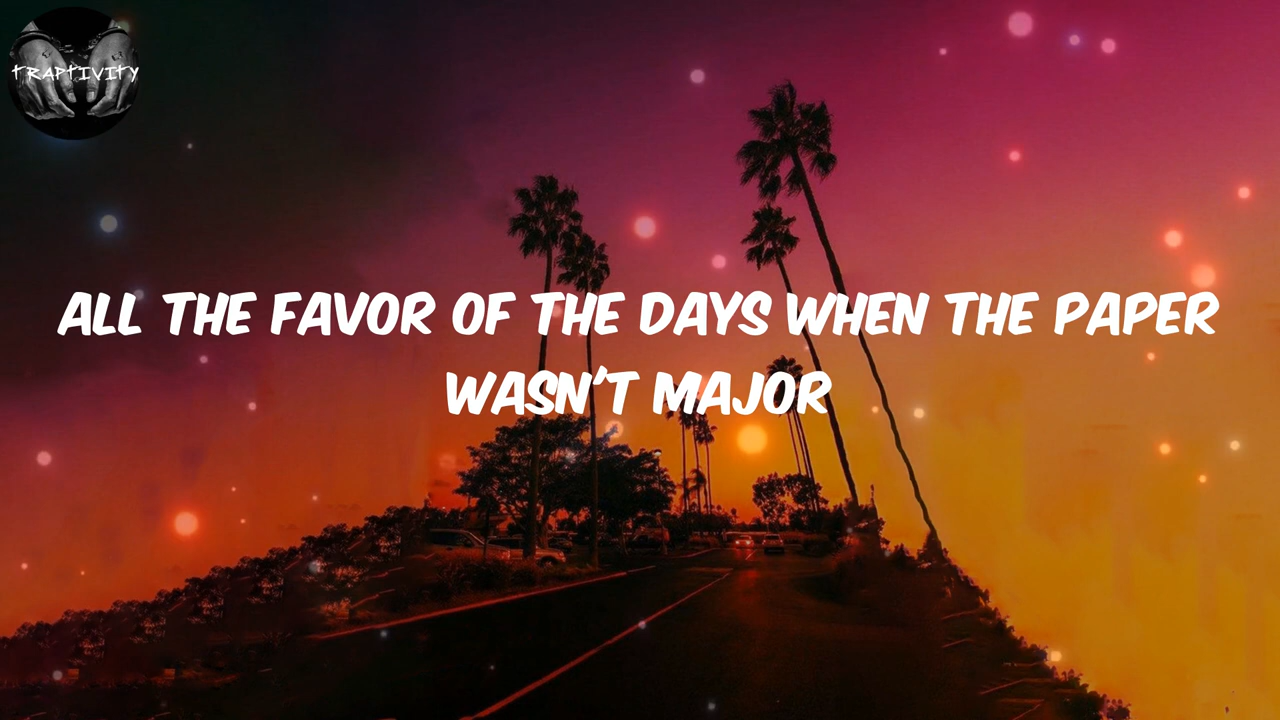 TRAPTIVITY
ALL THE FAVOR OF THE DAYS WHEN THE PAPER
WASN'T MAJOR